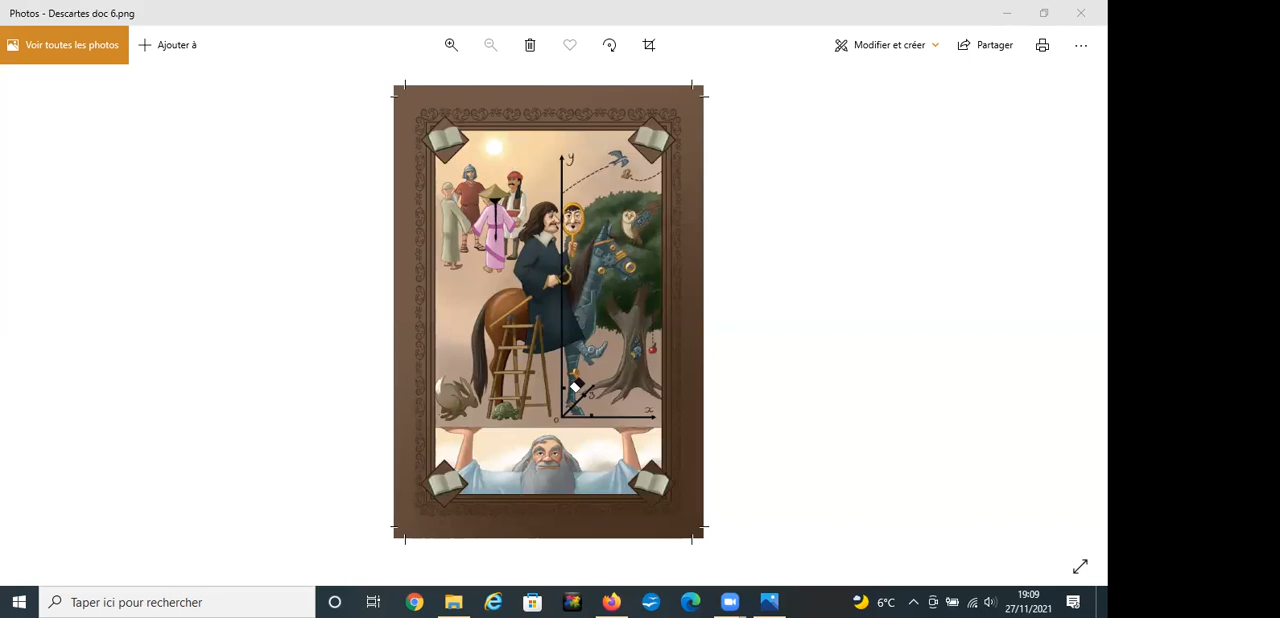 Photos - Descartes doc 6.png
Voir toutes les photos
Ajouter à
Modifier et créer
Partager
y
3
x
o
Taper ici pour rechercher
6°C
19:09
27/11/2021